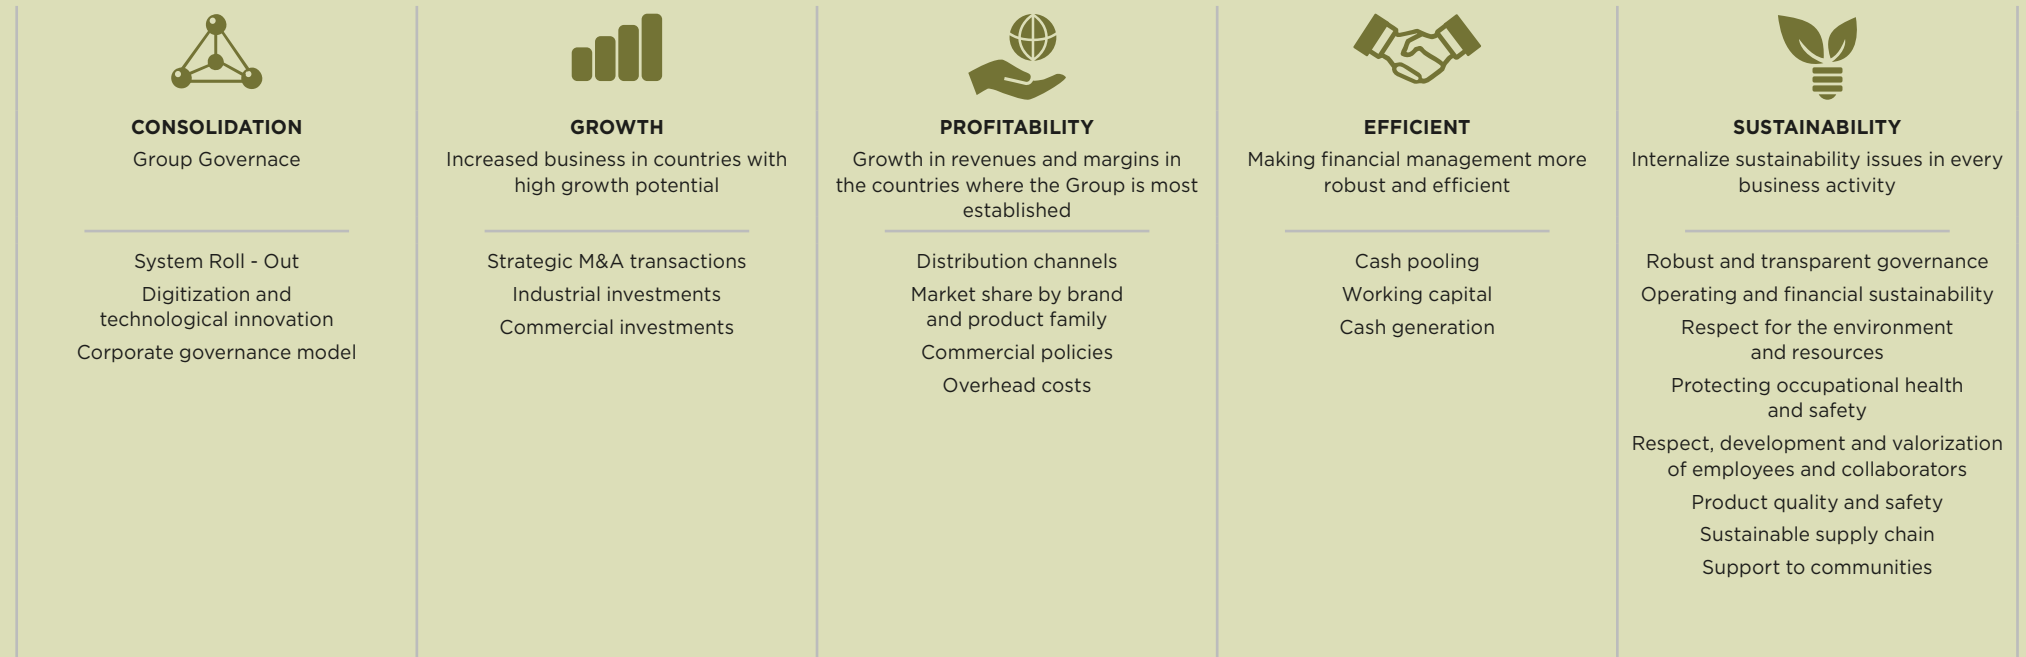 CONSOLIDATION
Group Governace
System Roll - Out
Digitization and
technological innovation
Corporate governance model
GROWTH
Increased business in countries with
high growth potential
Strategic M&A transactions
Industrial investments
Commercial investments
PROFITABILITY
Growth in revenues and margins in
the countries where the Group is most
established
Distribution channels
Market share by brand
and product family
Commercial policies
Overhead costs
EFFICIENT
Making financial management more
robust and efficient
Cash pooling
Working capital
Cash generation
SUSTAINABILITY
Internalize sustainability issues in every
business activity
Robust and transparent governance
Operating and financial sustainability
Respect for the environment
and resources
Protecting occupational health
and safety
Respect, development and valorization
of employees and collaborators
Product quality and safety
Sustainable supply chain
Support to communities